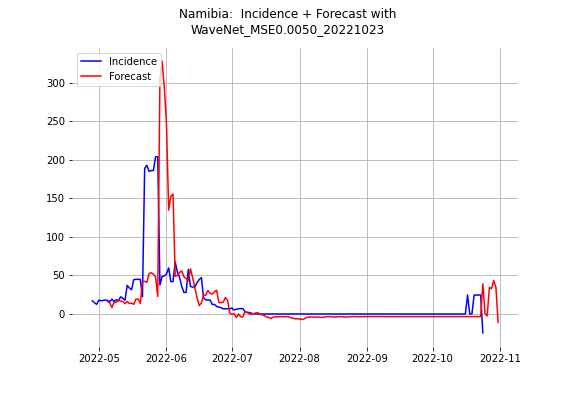 Namibia: Incidence + Forecast with
WaveNet_MSE0.0050_20221023
Incidence
Forecast
300
250
200
150
100
50
0
2022-05 2022-06 2022-07 2022-08 2022-09 2022-10 2022-11